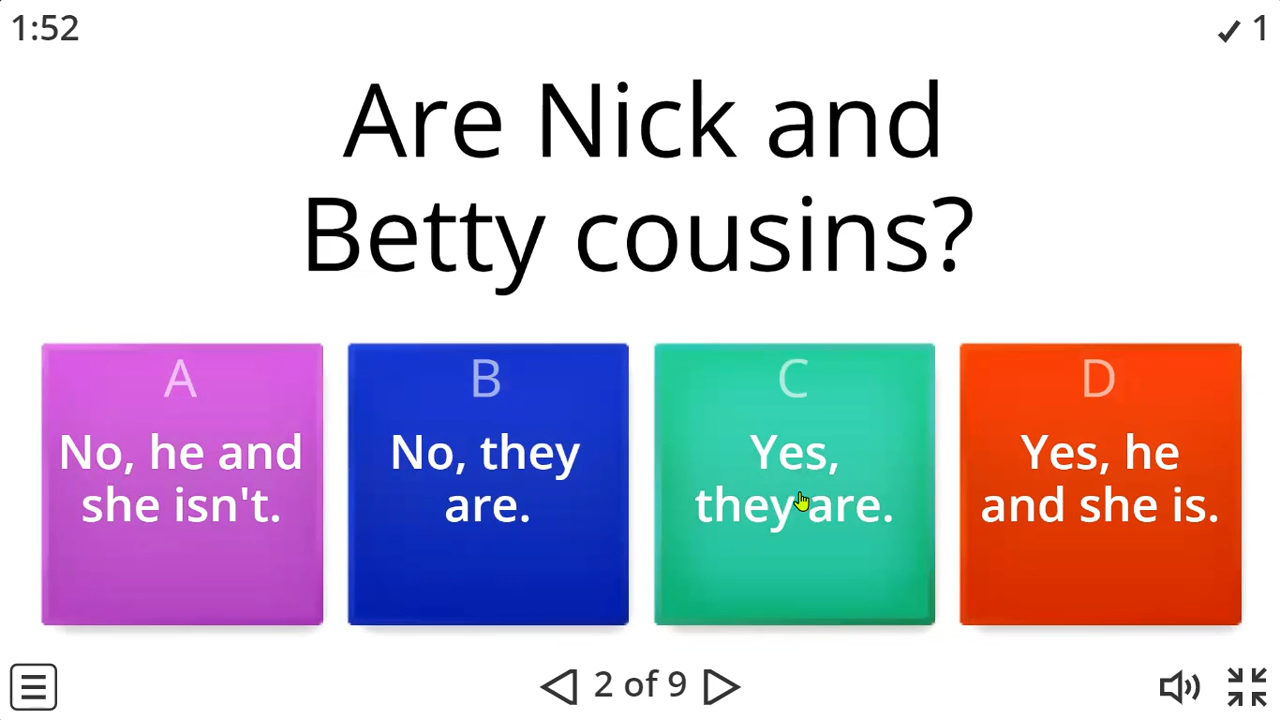 1:52
✓ 1
Are Nick and
Betty cousins?
A
No, he and
she isn't.
B
No, they
are.
C
Yes,
they are.
D
Yes, he
and she is.
2 of 9